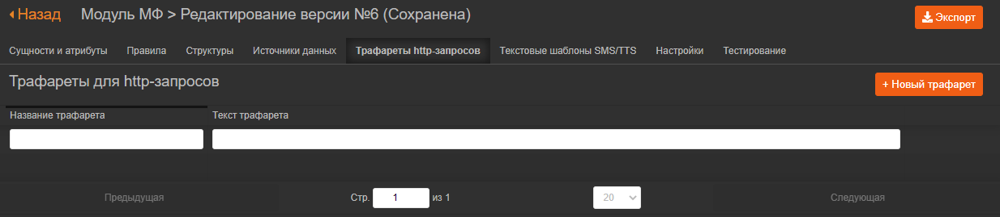 Назад Модуль МФ > Редактирование версии №6 (Сохранена) Экспорт
Сущности и атрибуты Правила Структуры Источники данных Трафареты http-запросов Текстовые шаблоны SMS/TTS Настройки Тестирование
Трафареты для http-запросов + Новый трафарет
Название трафарета Текст трафарета
Предыдущая Стр. 1 из 1 20 Следующая